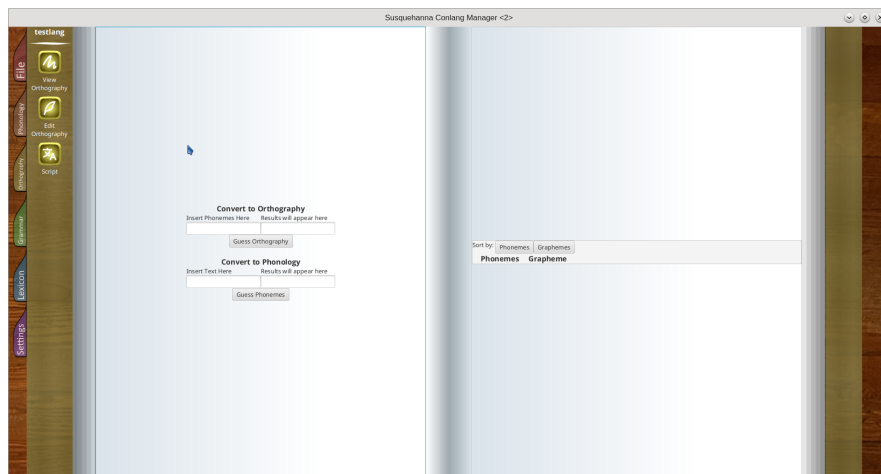 Susquehanna Conlang Manager <2>
File
Phonology
Orthography
Grammar
Lexicon
Settings
testlang
View
Orthography
Edit
Orthography
Script
Convert to Orthography
Insert Phonemes Here Results will appear here
Guess Orthography
Convert to Phonology
Insert Text Here Results will appear here
Guess Phonemes
Sort by: Phonemes Graphemes
Phonemes Grapheme